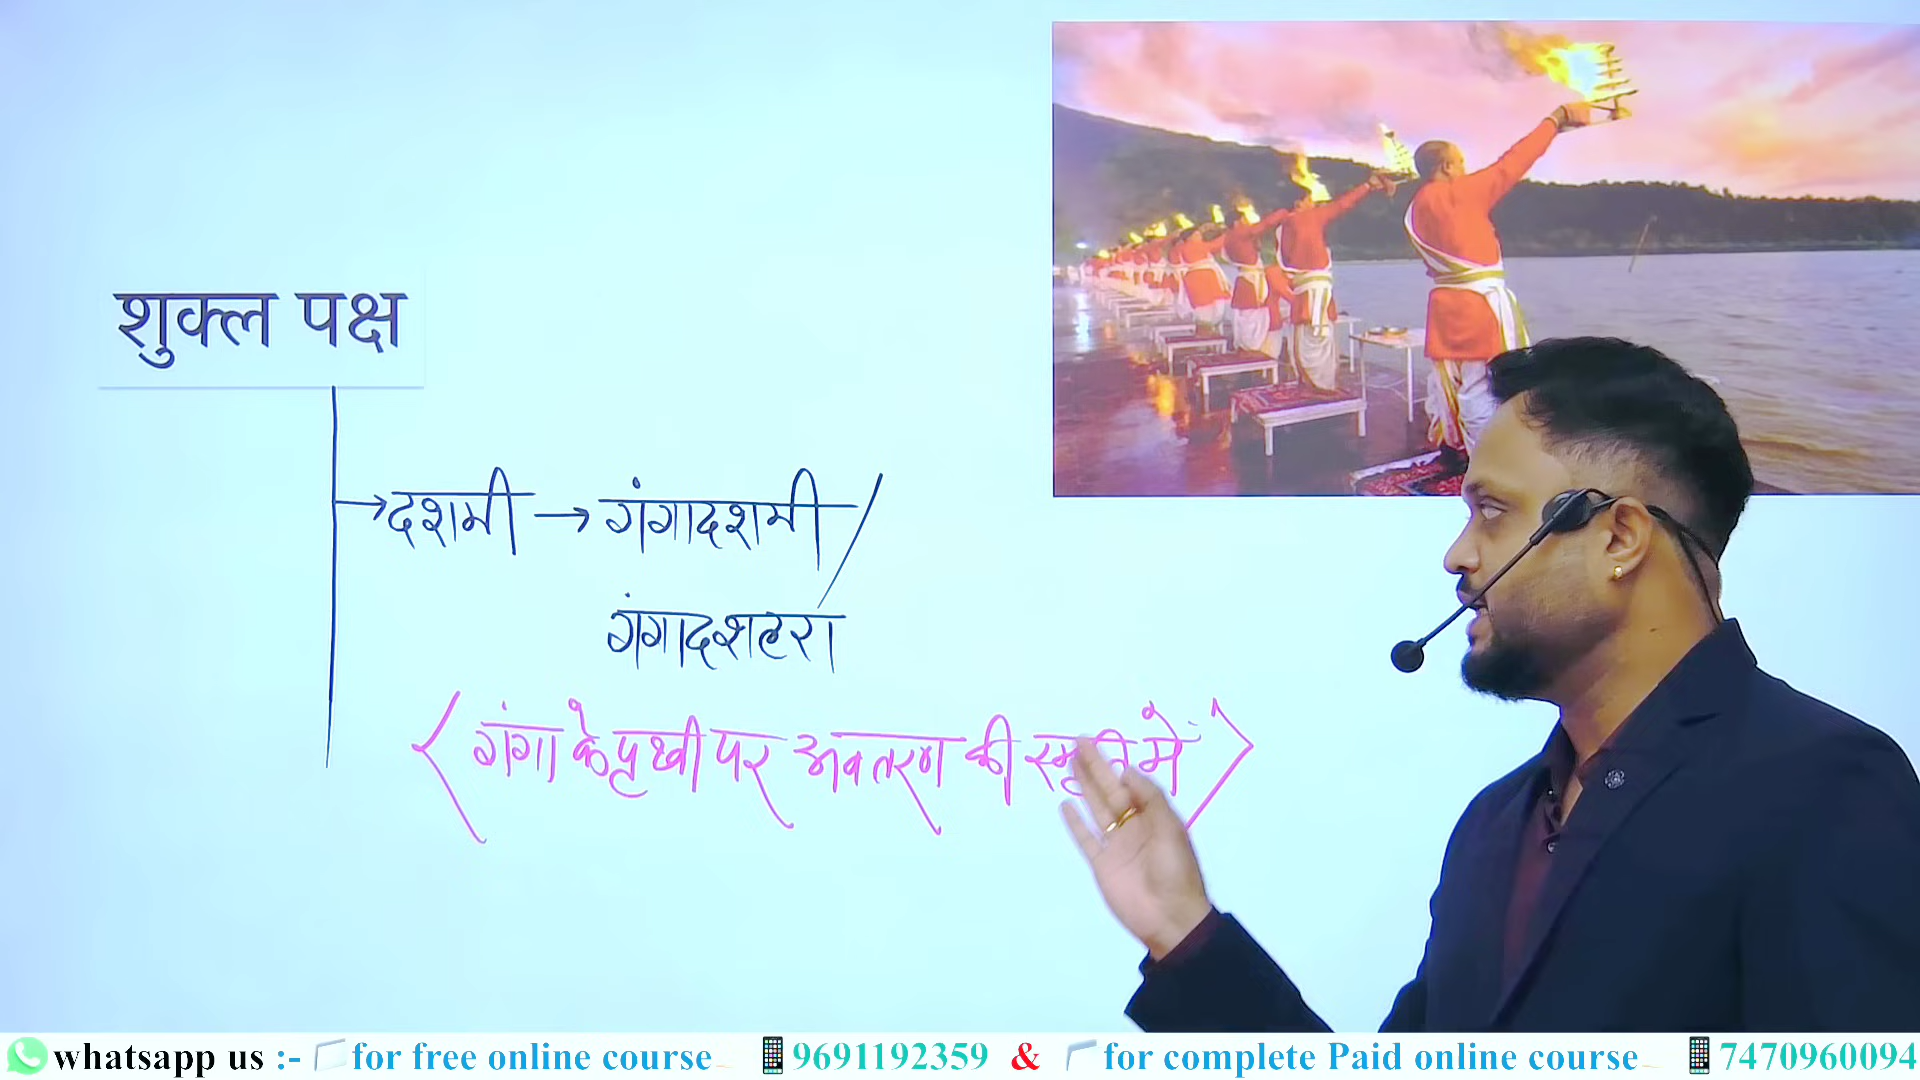 शुक्ल पक्ष
→ दशमी → गंगादशमी /
गंगादशहरा
< गंगा के पृथ्वी पर अवतरण की स्मृति में >
whatsapp us :- for free online course 9691192359 & for complete Paid online course 7470960094